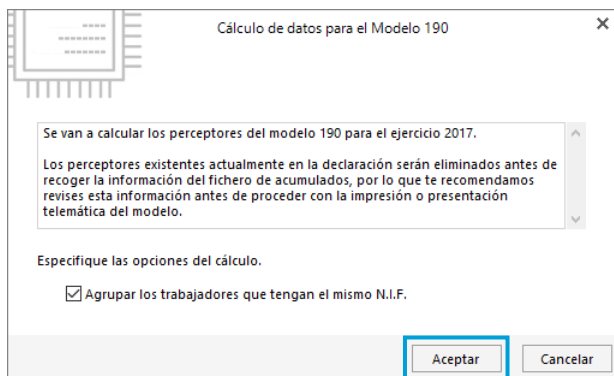 Cálculo de datos para el Modelo 190
Se van a calcular los perceptores del modelo 190 para el ejercicio 2017.
Los perceptores existentes actualmente en la declaración serán eliminados antes de
recoger la información del fichero de acumulados, por lo que te recomendamos
revises esta información antes de proceder con la impresión o presentación
telemática del modelo.
Especifique las opciones del cálculo.
Agrupar los trabajadores que tengan el mismo N.I.F.
Aceptar
Cancelar